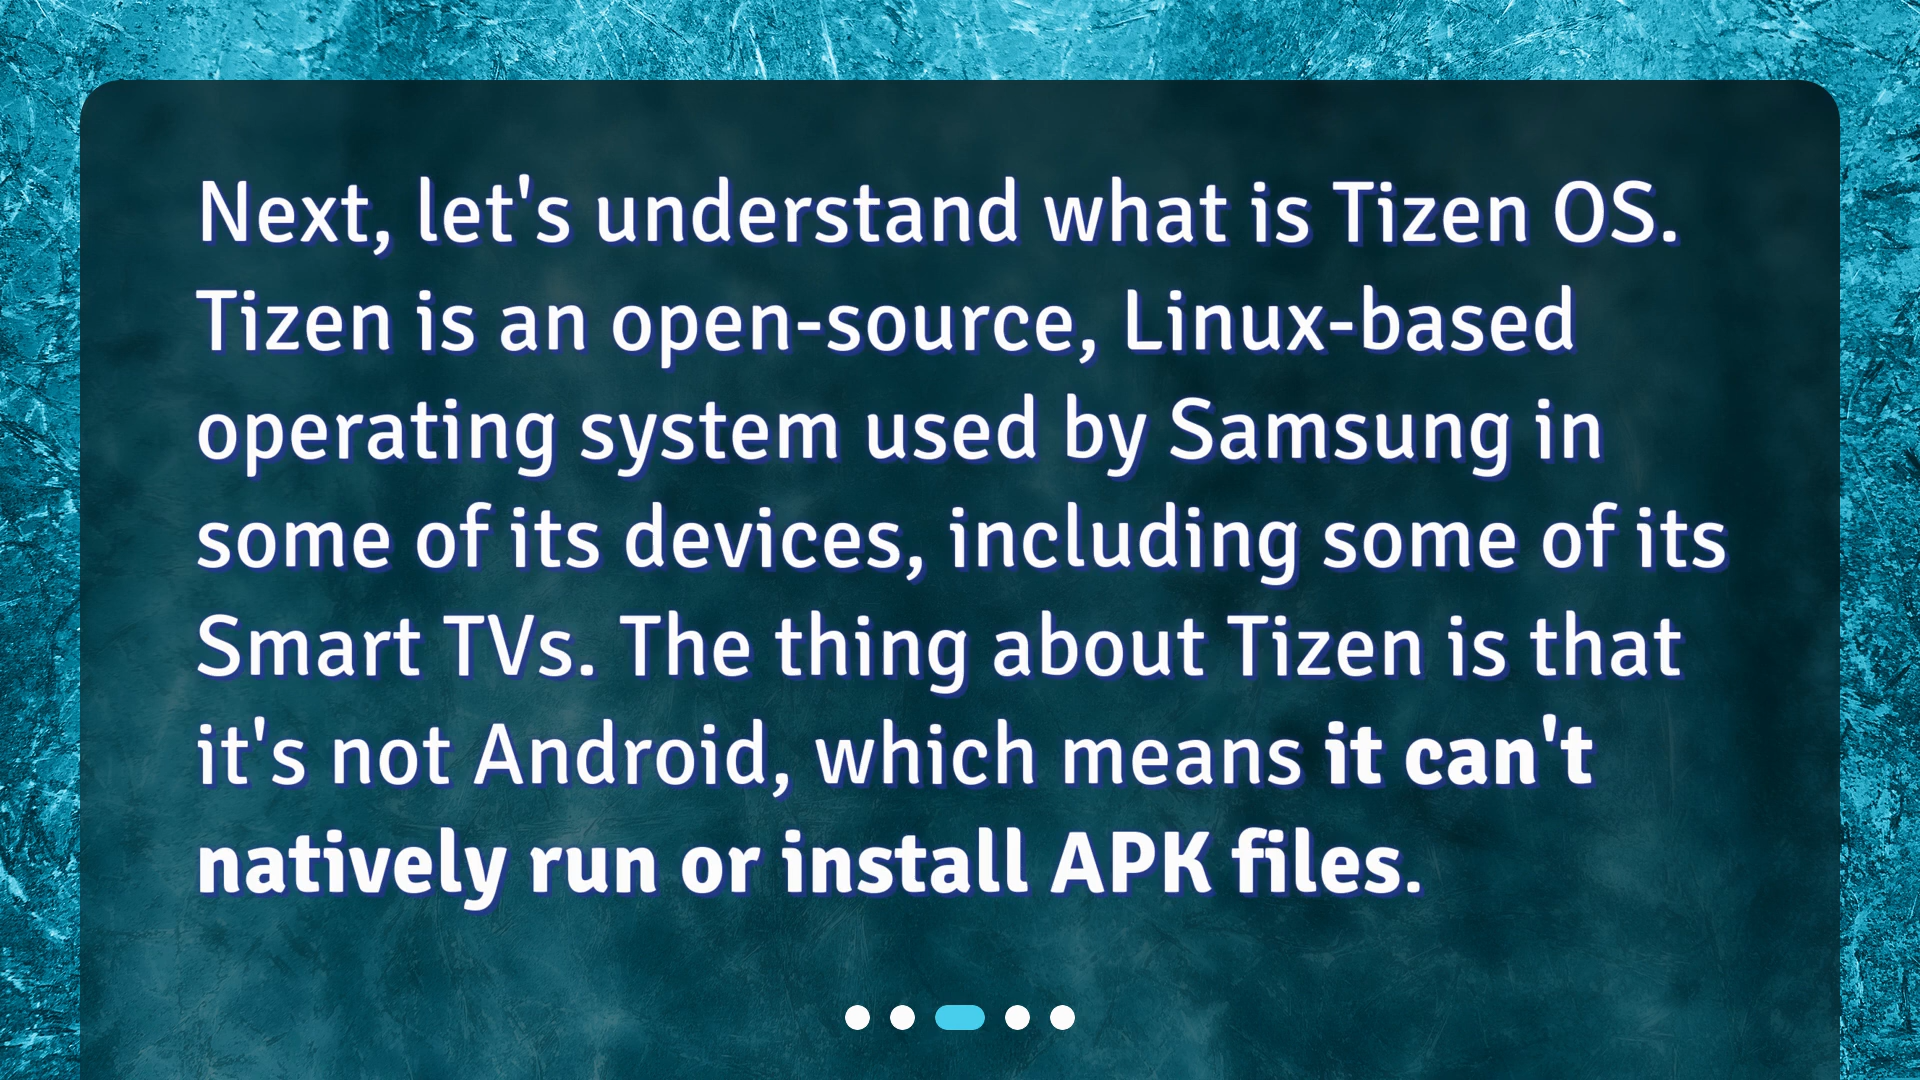 Next, let's understand what is Tizen OS.
Tizen is an open-source, Linux-based
operating system used by Samsung in
some of its devices, including some of its
Smart TVs. The thing about Tizen is that
it's not Android, which means it can't
natively run or install APK files.